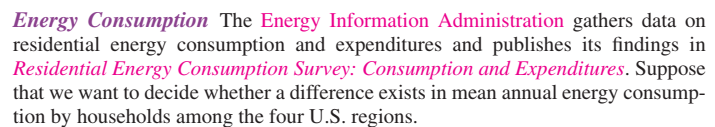 Energy Consumption The Energy Information Administration gathers data on
residential energy consumption and expenditures and publishes its findings in
Residential Energy Consumption Survey: Consumption and Expenditures. Suppose
that we want to decide whether a difference exists in mean annual energy consump-
tion by households among the four U.S. regions.